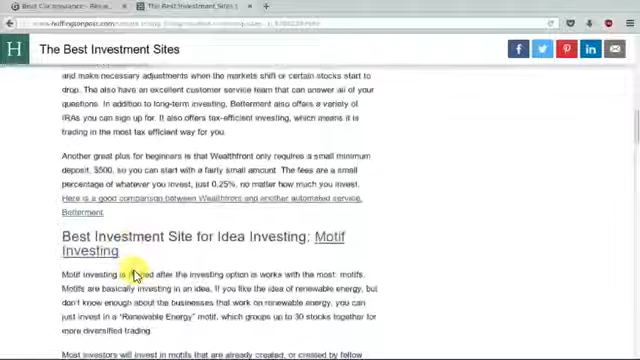 The Best Investment Sites
H
The Best Investment Sites
and make necessary adjustments when the markets shift or certain stocks start to
drop. The also have an excellent customer service team that can answer all of your
questions. In addition to long-term investing, Betterment also offers a variety of
IRAs you can sign up for. It also offers tax-efficient investing, which means it is
trading in the most tax efficient way for you.
Another great plus for beginners is that Wealthfront only requires a small minimum
deposit, $500, so you can start with a fairly small amount. The fees are a small
percentage of whatever you invest, just 0.25%, no matter how much you invest.
Here is a good comparison between Wealthfront and another automated service,
Betterment.
Best Investment Site for Idea Investing: Motif
Investing
Motif Investing is after the investing option is works with the most: motifs.
Motifs are basically investing in an idea. If you like the idea of renewable energy, but
don't know enough about the businesses that work on renewable energy, you can
just invest in a "Renewable Energy" motif, which groups up to 30 stocks together for
more diversified trading.
Most investors will invest in motifs that are already created, or created by fellow